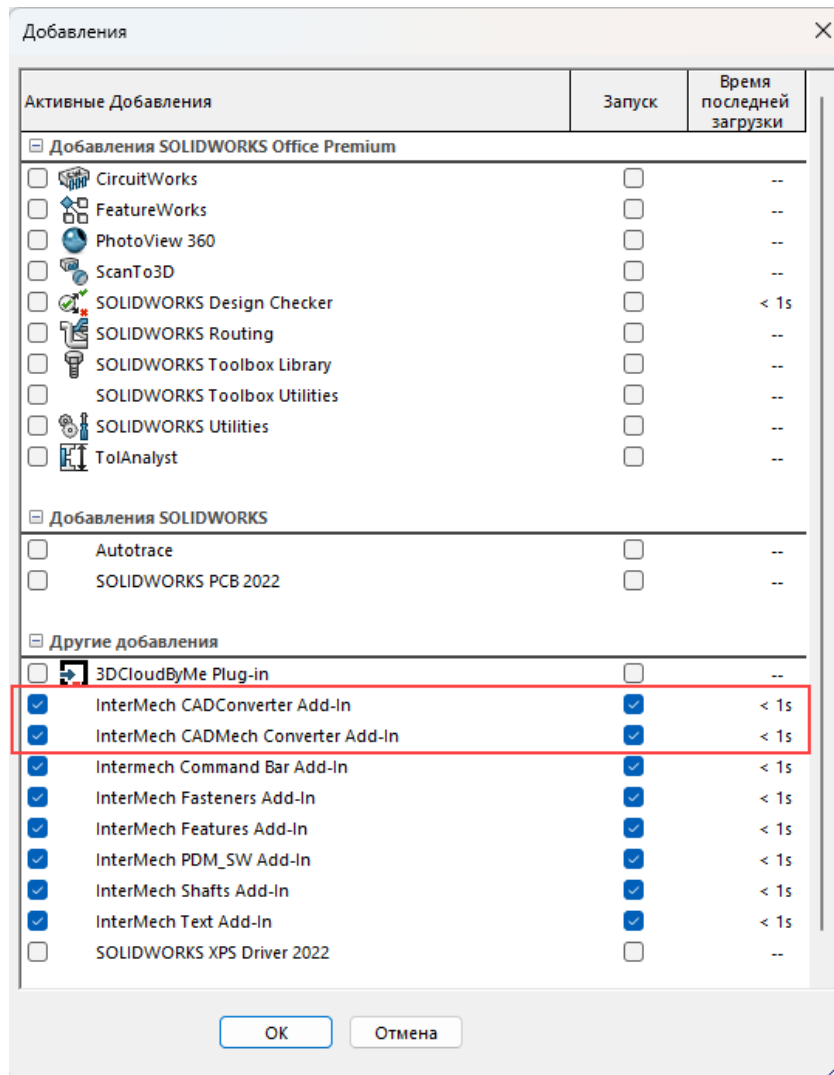 Добавления
Активные Добавления Запуск Время последней загрузки
Добавления SOLIDWORKS Office Premium
CircuitWorks --
FeatureWorks --
PhotoView 360 --
ScanTo3D --
SOLIDWORKS Design Checker < 1s
SOLIDWORKS Routing --
SOLIDWORKS Toolbox Library --
SOLIDWORKS Toolbox Utilities --
SOLIDWORKS Utilities --
TolAnalyst --
Добавления SOLIDWORKS
Autotrace --
SOLIDWORKS PCB 2022 --
Другие добавления
3DCloudByMe Plug-in --
InterMech CADConverter Add-In < 1s
InterMech CADMech Converter Add-In < 1s
Intermech Command Bar Add-In < 1s
InterMech Fasteners Add-In < 1s
InterMech Features Add-In < 1s
InterMech PDM_SW Add-In < 1s
InterMech Shafts Add-In < 1s
InterMech Text Add-In < 1s
SOLIDWORKS XPS Driver 2022 --
OK Отмена